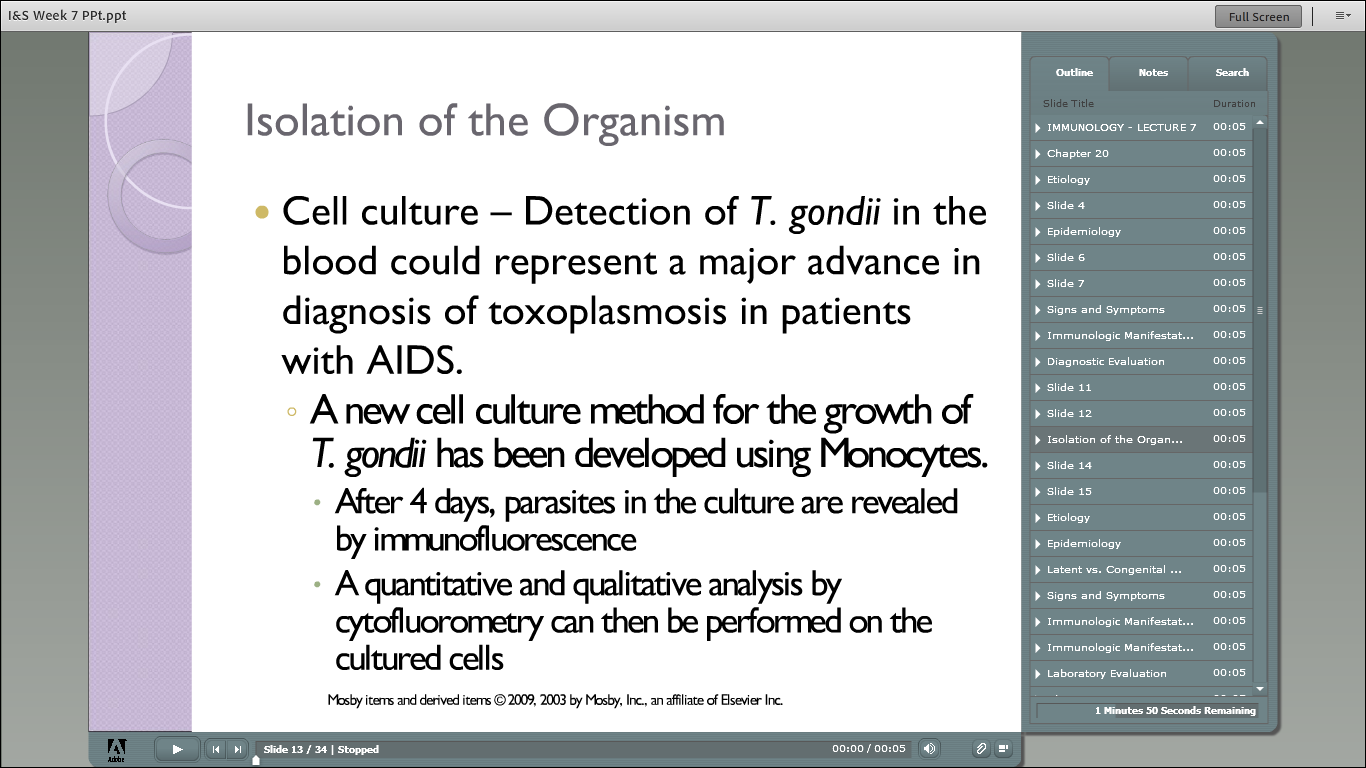 I&S Week 7 PPt.ppt
Full Screen
Isolation of the Organism
Cell culture – Detection of T. gondii in the
blood could represent a major advance in
diagnosis of toxoplasmosis in patients
with AIDS.
A new cell culture method for the growth of
T. gondii has been developed using Monocytes.
After 4 days, parasites in the culture are revealed
by immunofluorescence
A quantitative and qualitative analysis by
cytofluorometry can then be performed on the
cultured cells
Mosby items and derived items © 2009, 2003 by Mosby, Inc., an affiliate of Elsevier Inc.
Outline Notes Search
Slide Title Duration
IMMUNOLOGY - LECTURE 7 00:05
Chapter 20 00:05
Etiology 00:05
Slide 4 00:05
Epidemiology 00:05
Slide 6 00:05
Slide 7 00:05
Signs and Symptoms 00:05
Immunologic Manifestat... 00:05
Diagnostic Evaluation 00:05
Slide 11 00:05
Slide 12 00:05
Isolation of the Organ... 00:05
Slide 14 00:05
Slide 15 00:05
Etiology 00:05
Epidemiology 00:05
Latent vs. Congenital ... 00:05
Signs and Symptoms 00:05
Immunologic Manifestat... 00:05
Immunologic Manifestat... 00:05
Laboratory Evaluation 00:05
1 Minutes 50 Seconds Remaining
Adobe
Slide 13 / 34 | Stopped 00:00 / 00:05